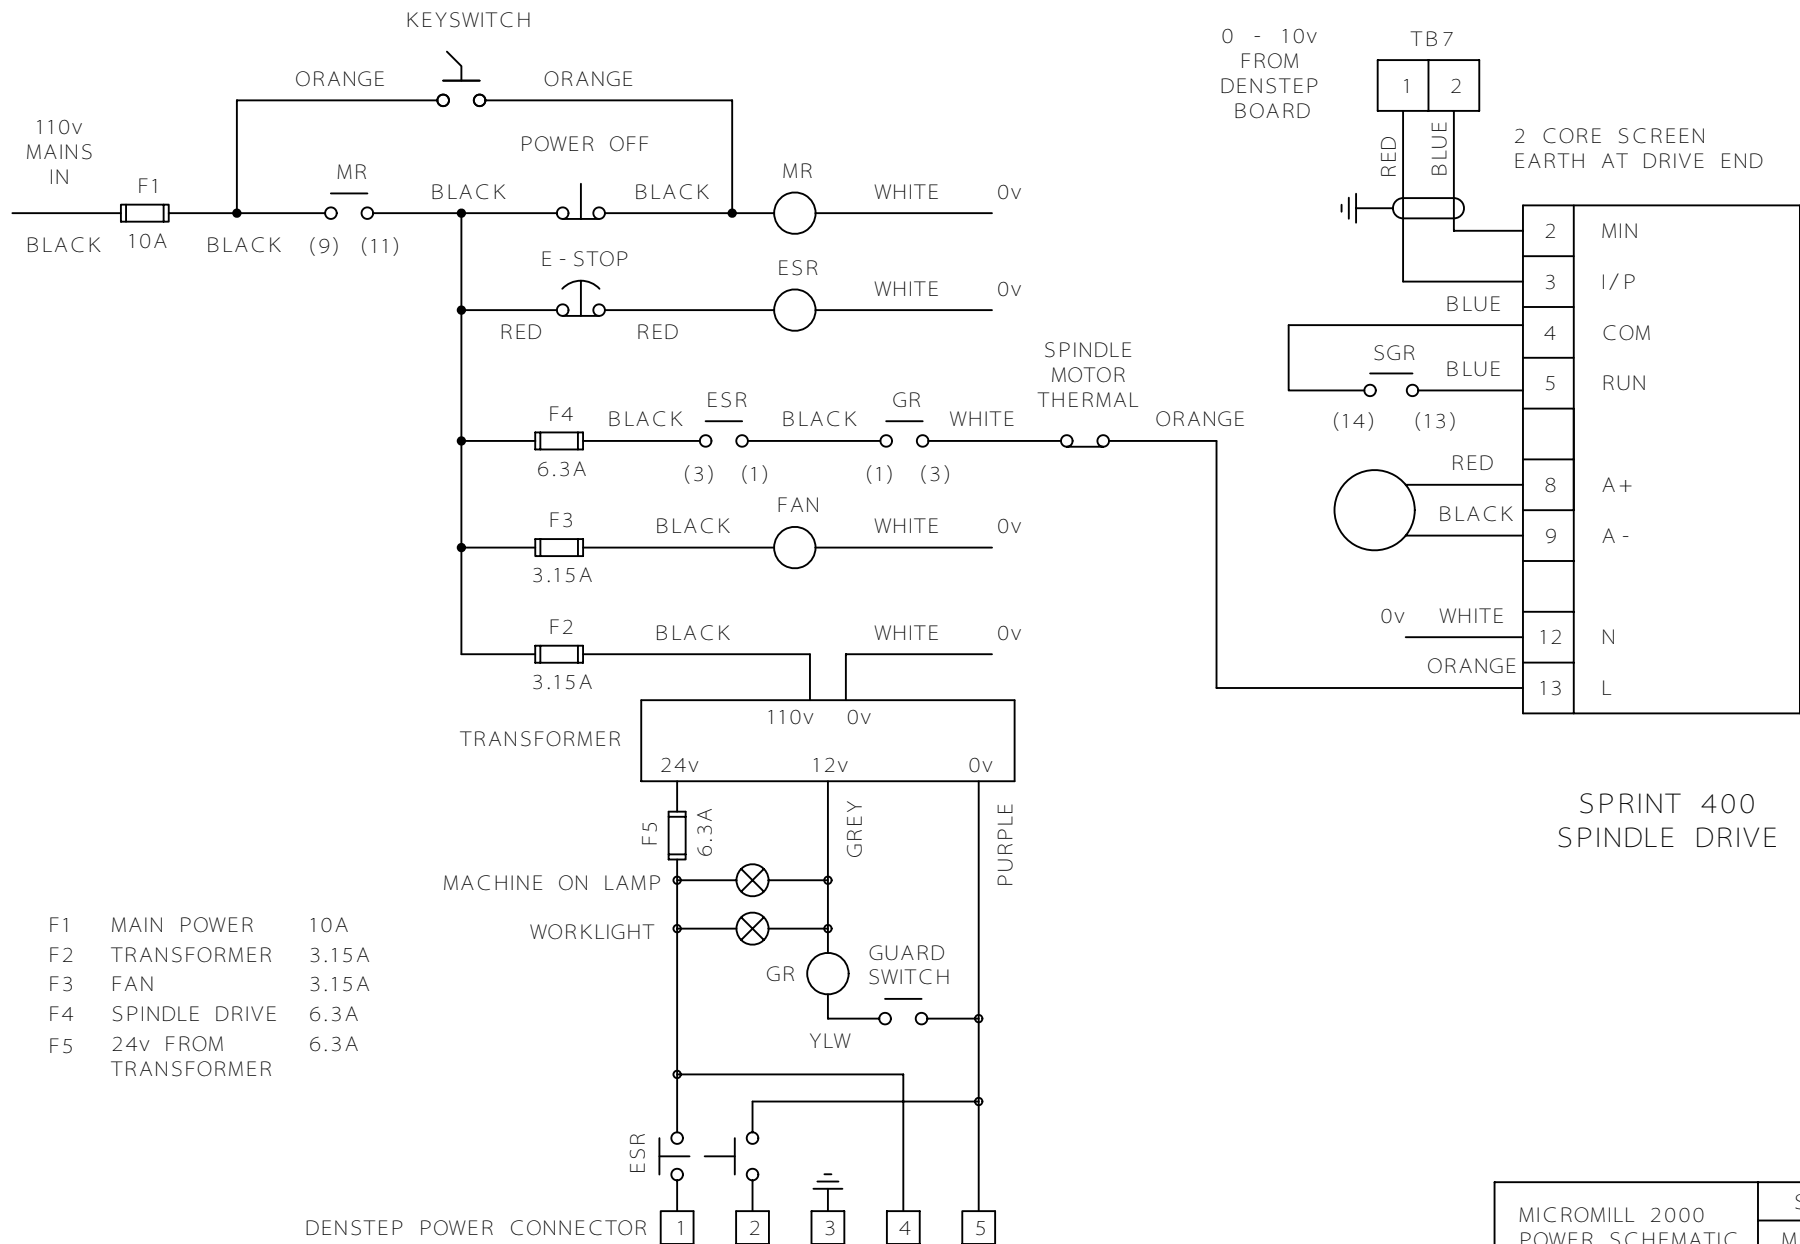 KEYSWITCH
ORANGE ORANGE
110v
MAINS
IN
F1
MR
BLACK
POWER OFF
BLACK
MR
WHITE 0v
BLACK 10A BLACK (9) (11)
E-STOP
ESR
WHITE 0v
RED RED
F4
BLACK
ESR
BLACK
GR
WHITE
SPINDLE
MOTOR
THERMAL
ORANGE
6.3A (3) (1) (1) (3)
F3
BLACK
FAN
WHITE 0v
3.15A
F2
BLACK
WHITE 0v
3.15A
110v 0v
TRANSFORMER
24v 12v 0v
F5
6.3A
GREY
PURPLE
MACHINE ON LAMP
WORKLIGHT
GR
GUARD
SWITCH
YLW
ESR
DENSTEP POWER CONNECTOR 1 2 3 4 5
F1 MAIN POWER 10A
F2 TRANSFORMER 3.15A
F3 FAN 3.15A
F4 SPINDLE DRIVE 6.3A
F5 24v FROM 6.3A
TRANSFORMER
0 - 10v
FROM
DENSTEP
BOARD
TB7
1 2
RED
BLUE
2 CORE SCREEN
EARTH AT DRIVE END
2 MIN
3 I/P
BLUE
4 COM
SGR
BLUE
5 RUN
(14) (13)
RED
8 A+
BLACK
9 A-
0v WHITE
12 N
ORANGE
13 L
SPRINT 400
SPINDLE DRIVE
MICROMILL 2000
POWER SCHEMATIC
S
M